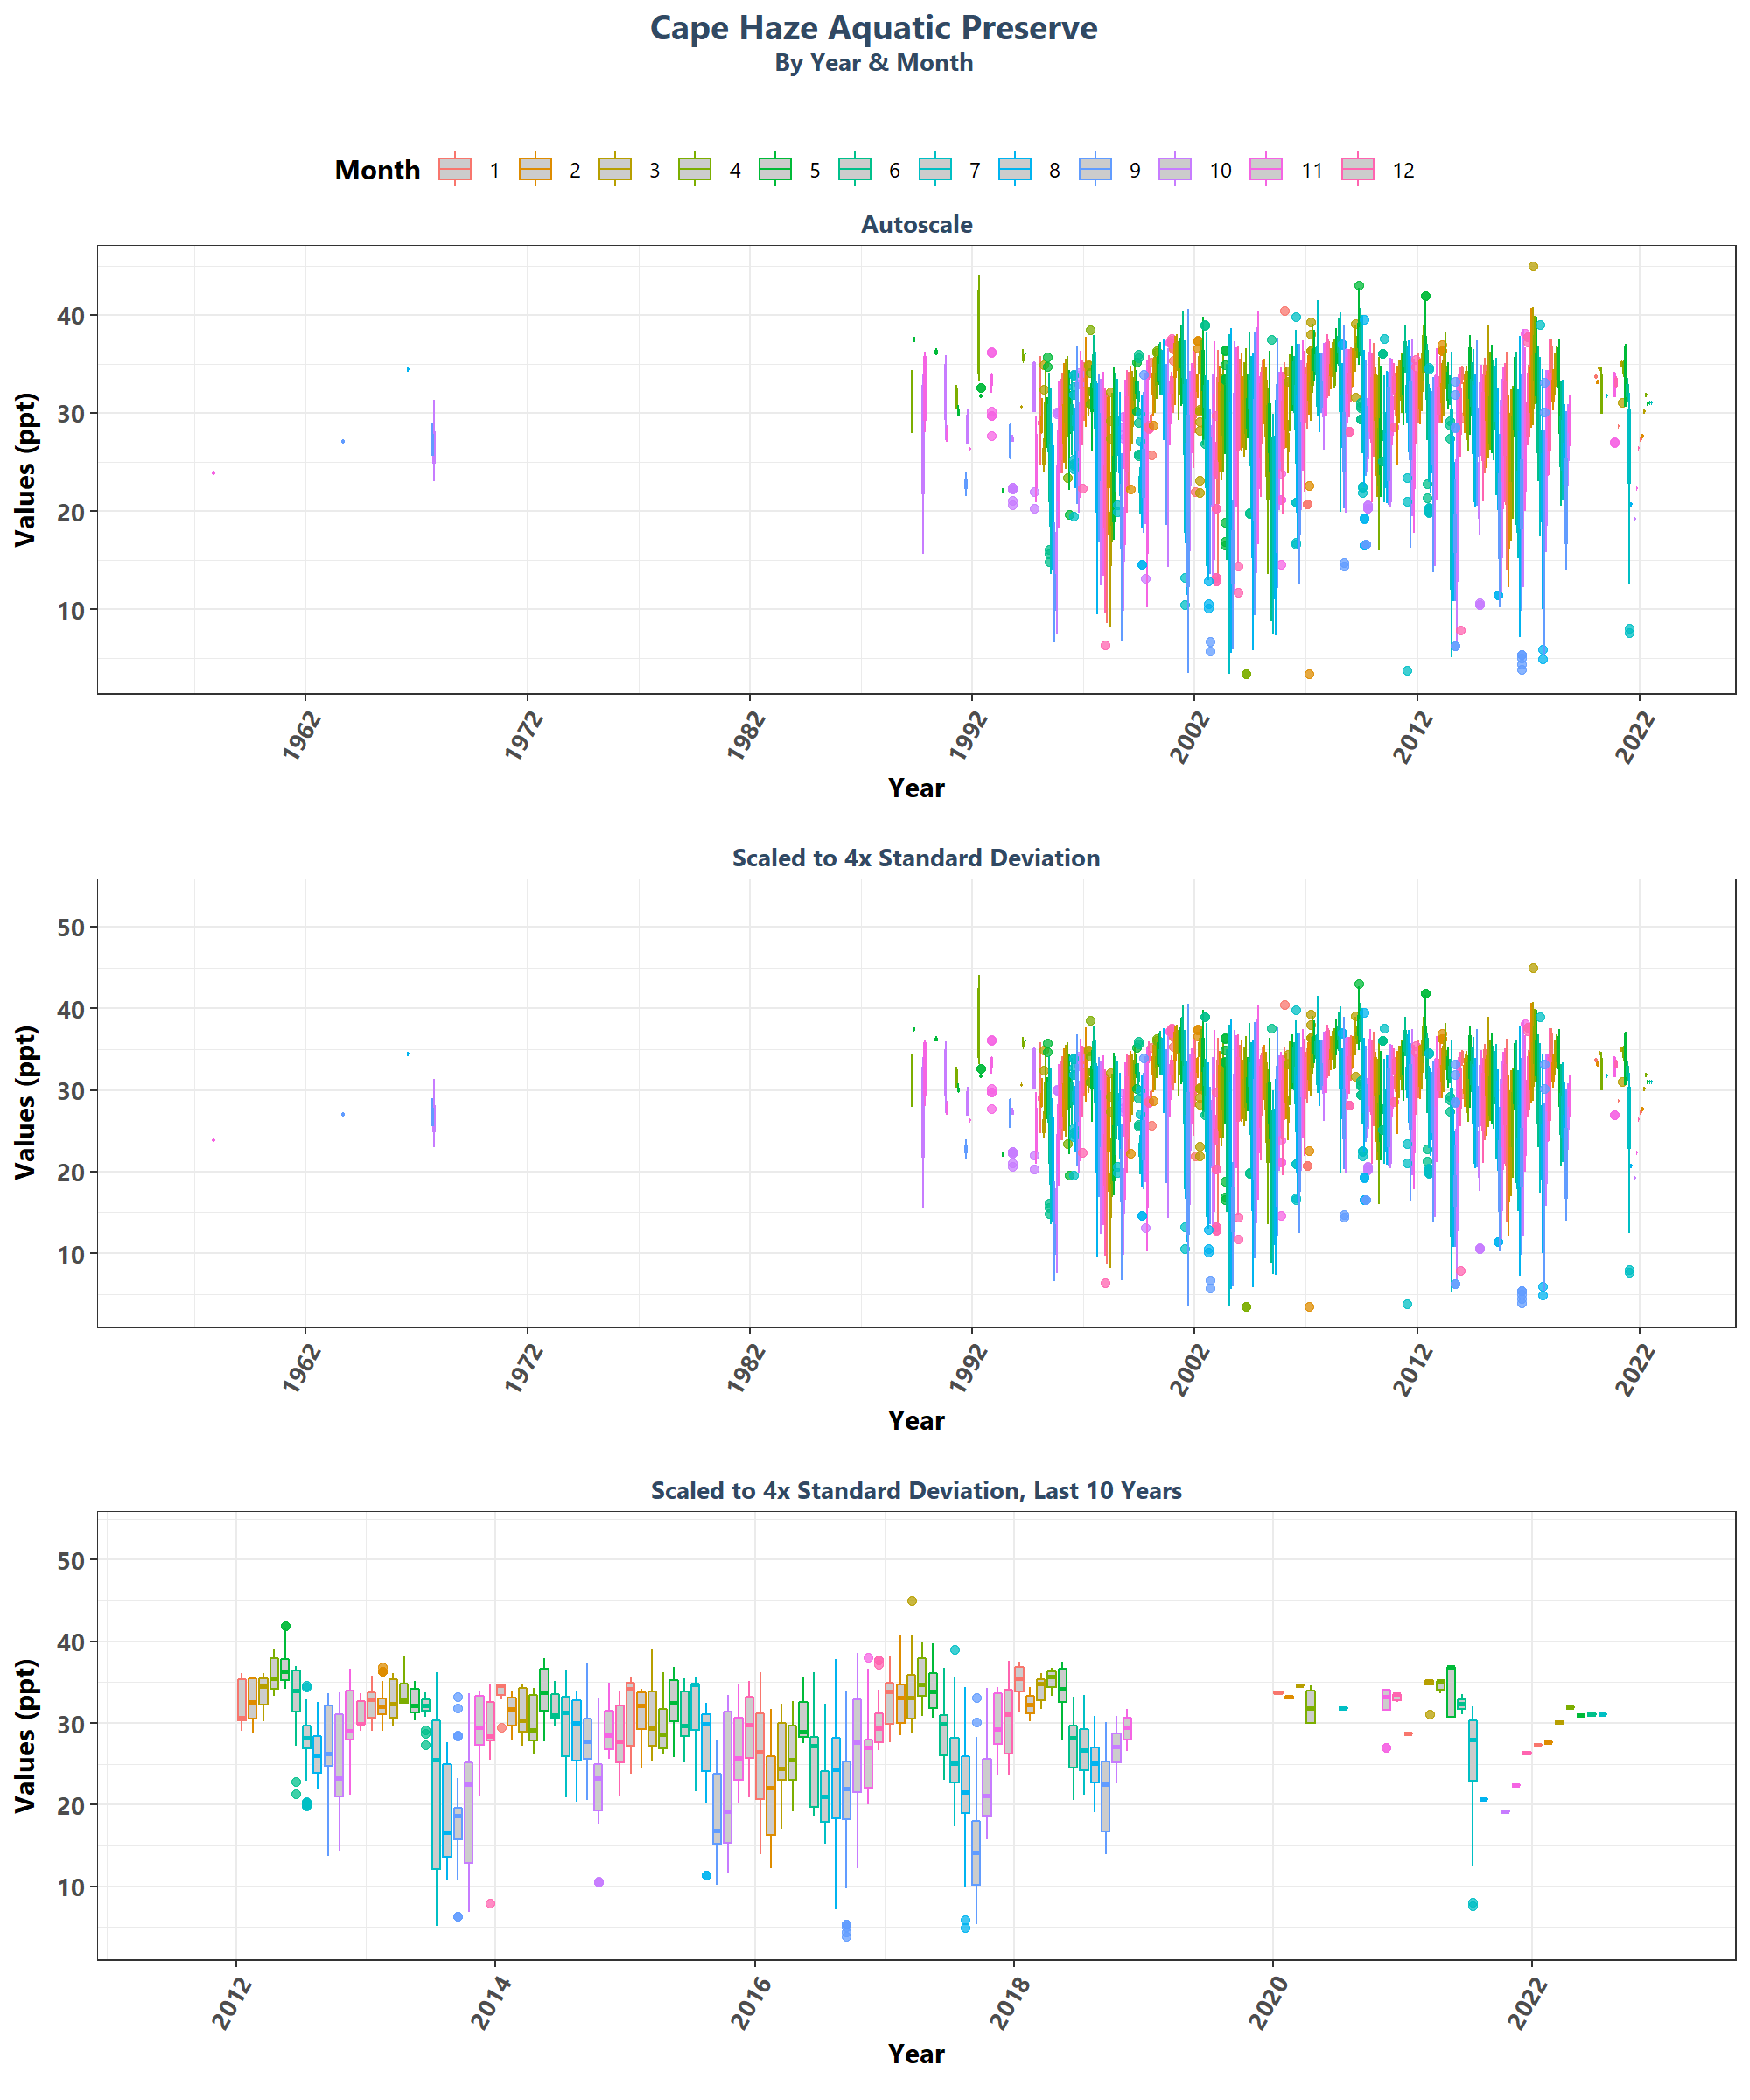 Cape Haze Aquatic Preserve
By Year & Month
Month 1 2 3 4 5 6 7 8 9 10 11 12
Autoscale
Values (ppt)
40
30
20
10
1962 1972 1982 1992 2002 2012 2022
Year
Scaled to 4x Standard Deviation
Values (ppt)
50
40
30
20
10
1962 1972 1982 1992 2002 2012 2022
Year
Scaled to 4x Standard Deviation, Last 10 Years
Values (ppt)
50
40
30
20
10
2012 2014 2016 2018 2020 2022
Year